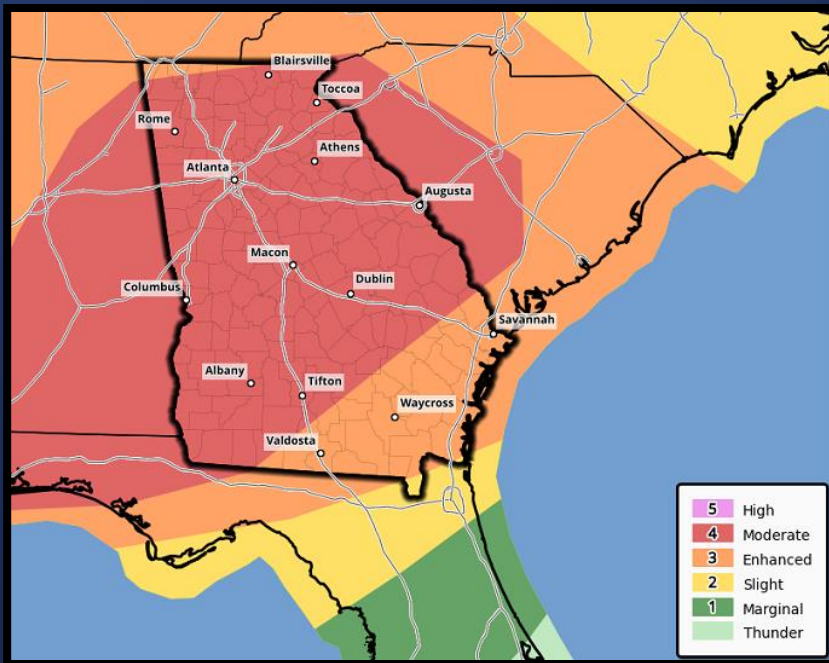 Blairsville
Toccoa
Rome
Athens
Atlanta
Augusta
Macon
Dublin
Columbus
Savannah
Albany
Tifton
Waycross
Valdosta
5 High
4 Moderate
3 Enhanced
2 Slight
1 Marginal
Thunder